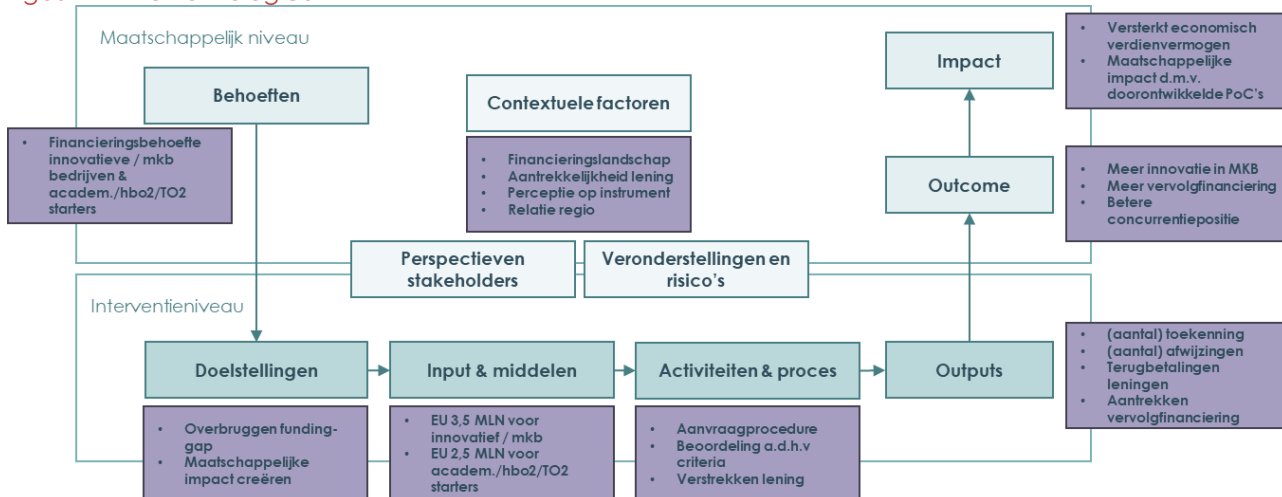 Maatschappelijk niveau
Behoeften
• Financieringsbehoefte
innovatieve / mkb
bedrijven &
academ./hbo2/TO2
starters
Contextuele factoren
• Financieringslandschap
• Aantrekkelijkheid lening
• Perceptie op instrument
• Relatie regio
Impact
• Versterkt economisch
verdienvermogen
• Maatschappelijke
impact d.m.v.
doorontwikkelde PoC's
Outcome
• Meer innovatie in MKB
• Meer vervolgfinanciering
• Betere
concurrentiepositie
Perspectieven
stakeholders
Veronderstellingen en
risico's
Interventieniveau
Doelstellingen
• Overbruggen funding-
gap
• Maatschappelijke
impact creëren
Input & middelen
• EU 3,5 MLN voor
innovatief / mkb
• EU 2,5 MLN voor
academ./hbo2/TO2
starters
Activiteiten & proces
• Aanvraagprocedure
• Beoordeling a.d.h.v
criteria
• Verstrekken lening
Outputs
• (aantal) toekenning
• (aantal) afwijzingen
• Terugbetalingen
leningen
• Aantrekken
vervolgfinanciering